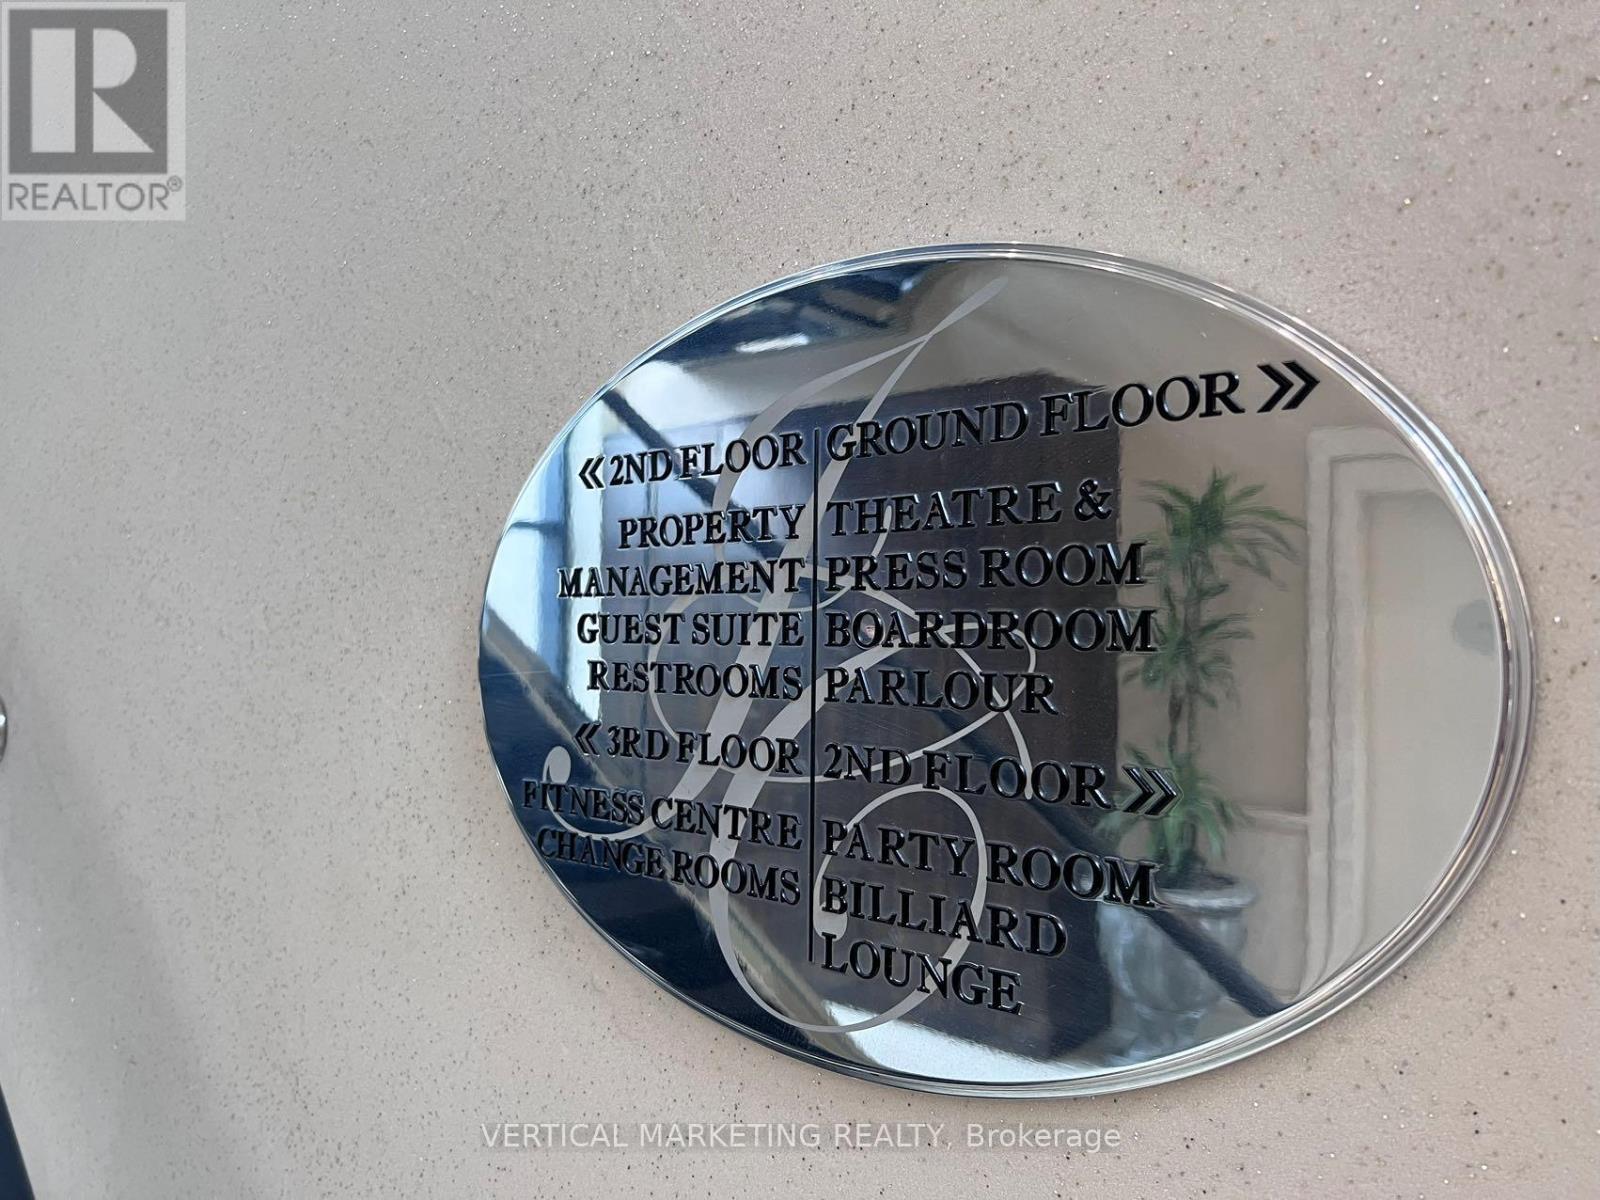 REALTOR®
« 2ND FLOOR
PROPERTY
MANAGEMENT
GUEST SUITE
RESTROOMS
« 3RD FLOOR
FITNESS CENTRE
CHANGE ROOMS
GROUND FLOOR »
THEATRE &
PRESS ROOM
BOARDROOM
PARLOUR
2ND FLOOR »
PARTY ROOM
BILLIARD
LOUNGE
VERTICAL MARKETING REALTY, Brokerage